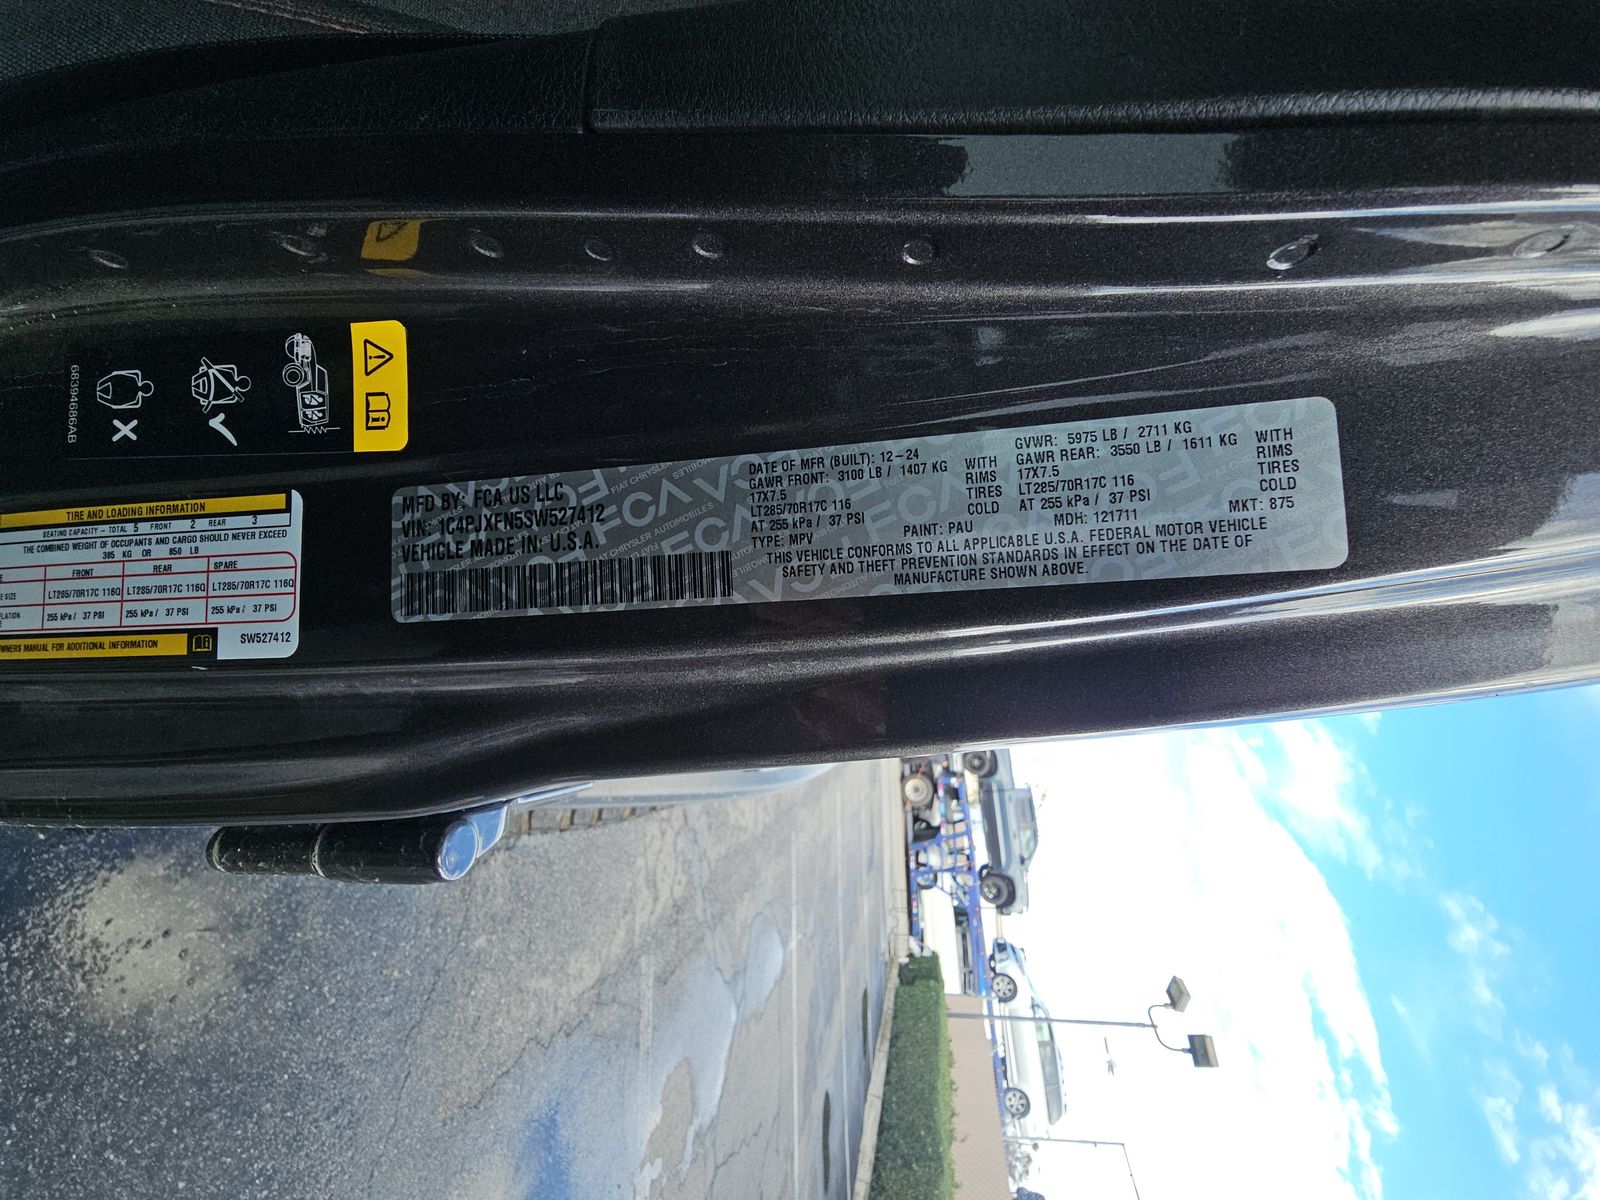 68394686AB
TIRE AND LOADING INFORMATION
SEATING CAPACITY - TOTAL 5 FRONT 2 REAR 3
THE COMBINED WEIGHT OF OCCUPANTS AND CARGO SHOULD NEVER EXCEED
385 KG OR 850 LB
FRONT REAR SPARE
LT285/70R17C 116Q LT285/70R17C 116Q LT285/70R17C 116Q
255 kPa / 37 PSI 255 kPa / 37 PSI 255 kPa / 37 PSI
MANUAL FOR ADDITIONAL INFORMATION
SW527412
MFD BY: FCA US LLC
VIN: 1C4PJXFN5SW527412
VEHICLE MADE IN: U.S.A.
DATE OF MFR (BUILT): 12-24
GAWR FRONT: 3100 LB / 1407 KG WITH
17X7.5 RIMS
LT285/70R17C 116 TIRES
AT 255 kPa / 37 PSI COLD
TYPE: MPV
GVWR: 5975 LB / 2711 KG
GAWR REAR: 3550 LB / 1611 KG WITH
17X7.5 RIMS
LT285/70R17C 116 TIRES
AT 255 kPa / 37 PSI COLD
PAINT: PAU MDH: 121711 MKT: 875
THIS VEHICLE CONFORMS TO ALL APPLICABLE U.S.A. FEDERAL MOTOR VEHICLE
SAFETY AND THEFT PREVENTION STANDARDS IN EFFECT ON THE DATE OF
MANUFACTURE SHOWN ABOVE.